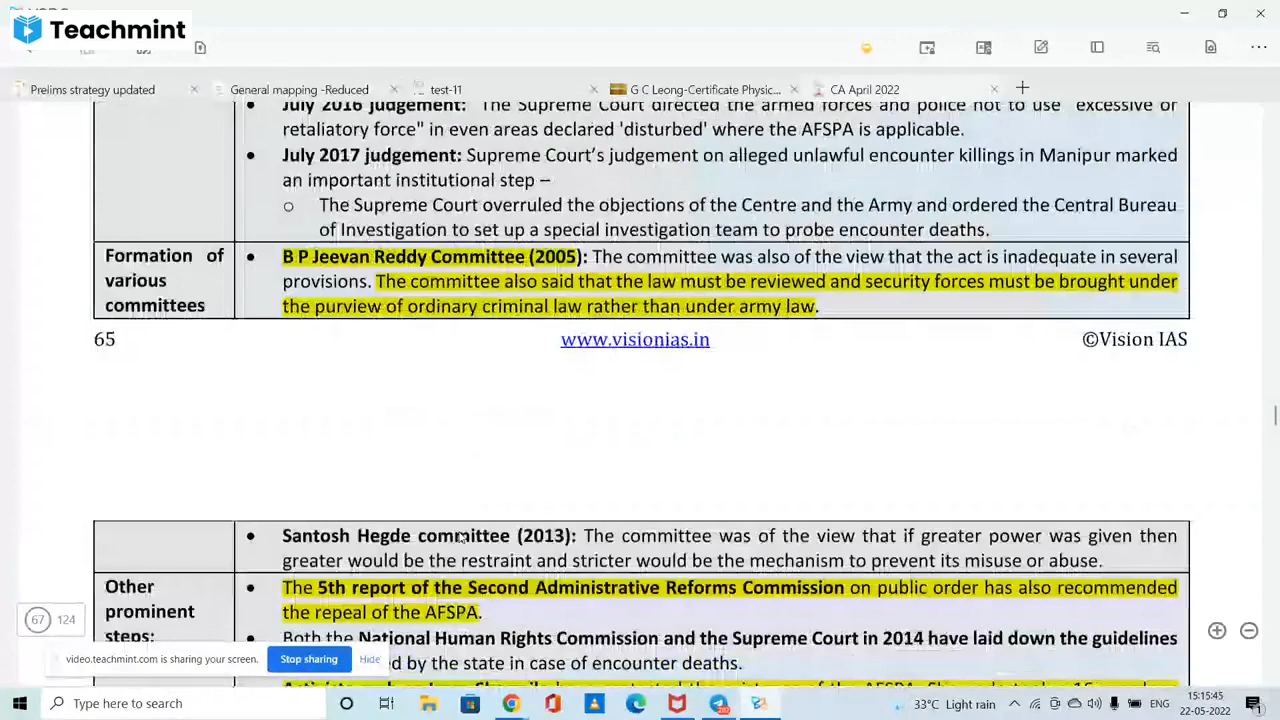 Teachmint
Prelims strategy updated
General mapping -Reduced
test-11
G C Leong-Certificate Physic...
CA April 2022
July 2016 judgement: The Supreme Court directed the armed forces and police not to use "excessive or
retaliatory force" in even areas declared 'disturbed' where the AFSPA is applicable.
July 2017 judgement: Supreme Court's judgement on alleged unlawful encounter killings in Manipur marked
an important institutional step –
o The Supreme Court overruled the objections of the Centre and the Army and ordered the Central Bureau
of Investigation to set up a special investigation team to probe encounter deaths.
Formation of
various
committees
B P Jeevan Reddy Committee (2005): The committee was also of the view that the act is inadequate in several
provisions. The committee also said that the law must be reviewed and security forces must be brought under
the purview of ordinary criminal law rather than under army law.
65
www.visionias.in
©Vision IAS
Santosh Hegde committee (2013): The committee was of the view that if greater power was given then
greater would be the restraint and stricter would be the mechanism to prevent its misuse or abuse.
Other
prominent
steps:
The 5th report of the Second Administrative Reforms Commission on public order has also recommended
the repeal of the AFSPA.
Both the National Human Rights Commission and the Supreme Court in 2014 have laid down the guidelines
by the state in case of encounter deaths.
67 124
video.teachmint.com is sharing your screen.
Stop sharing
Hide
Type here to search
33°C Light rain
ENG
15:15:45
22-05-2022